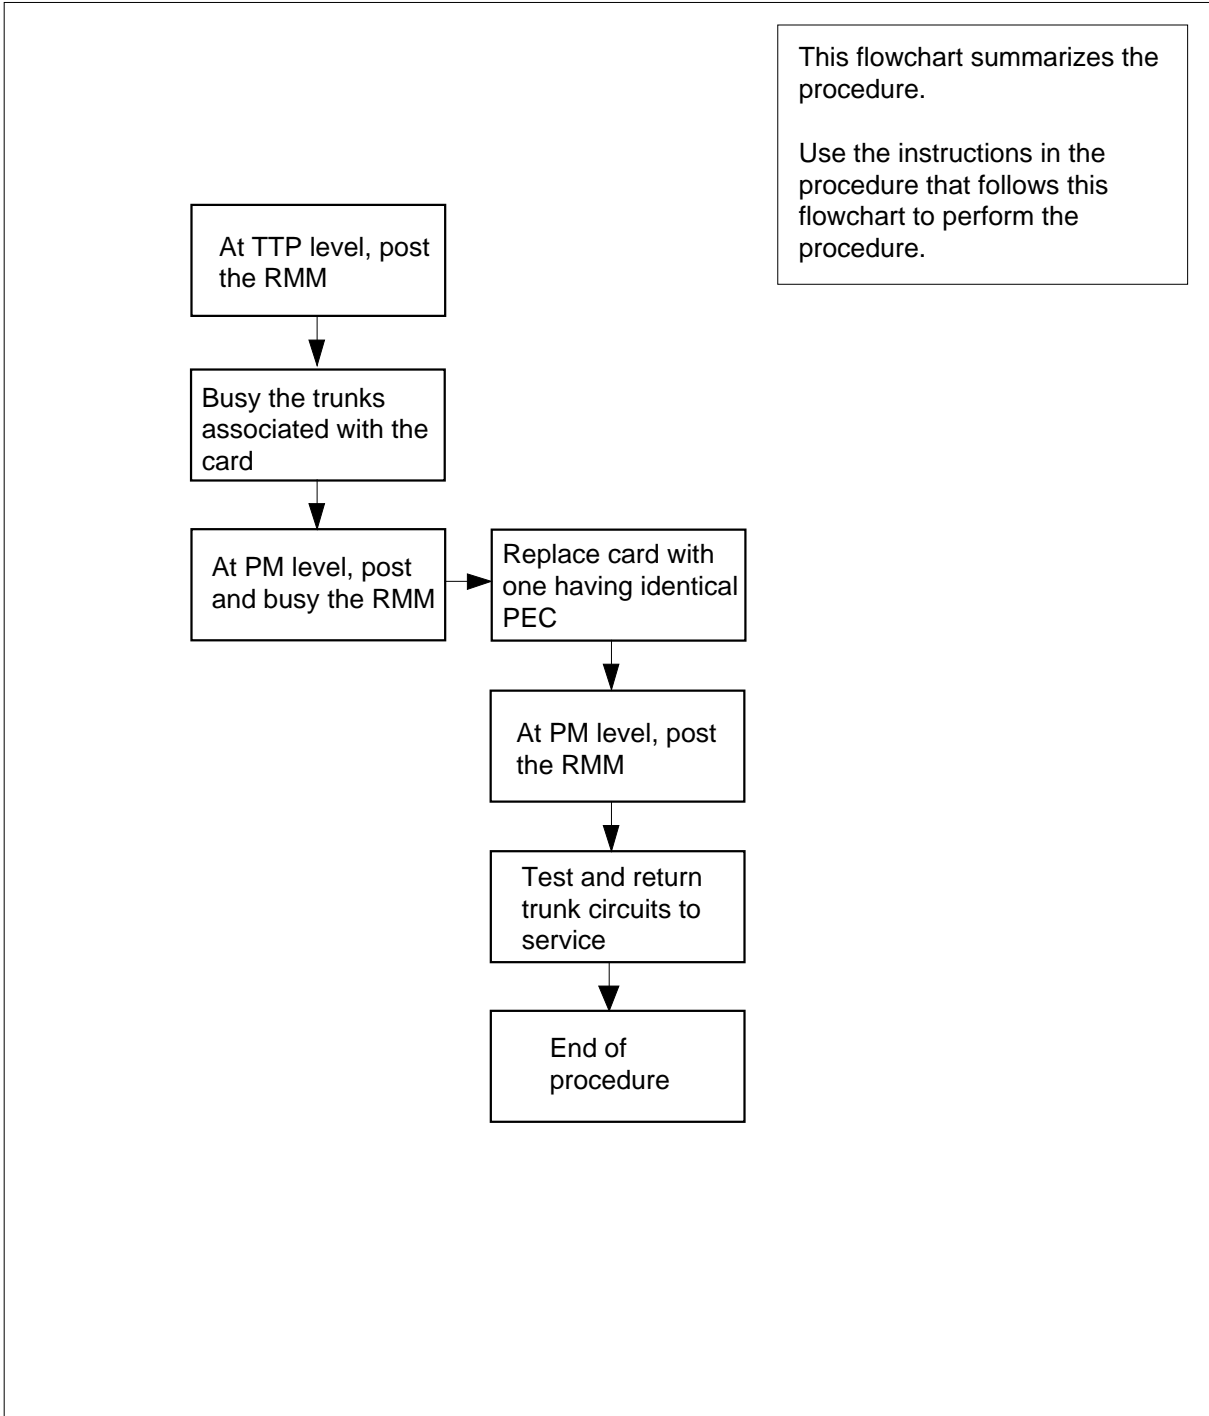 This flowchart summarizes the
procedure.
Use the instructions in the
procedure that follows this
flowchart to perform the
procedure.
At TTP level, post
the RMM
Busy the trunks
associated with the
card
At PM level, post
and busy the RMM
Replace card with
one having identical
PEC
At PM level, post
the RMM
Test and return
trunk circuits to
service
End of
procedure